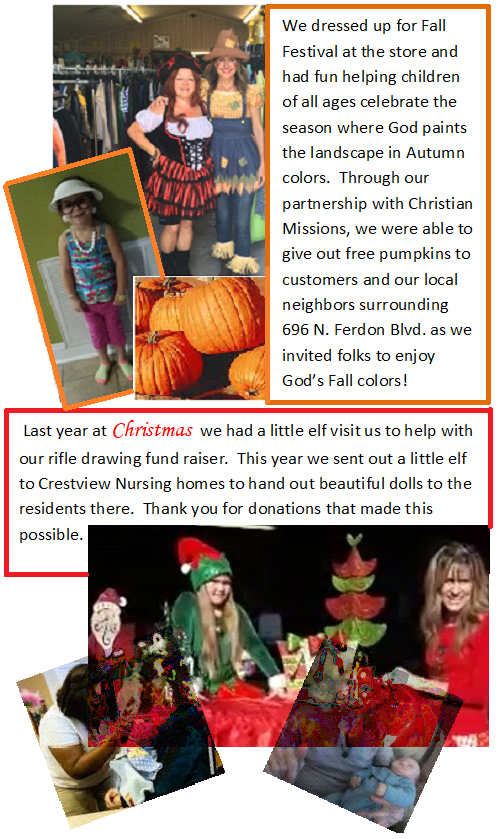 We dressed up for Fall
Festival at the store and
had fun helping children
of all ages celebrate the
season where God paints
the landscape in Autumn
colors.  Through our
partnership with Christian
Missions, we were able to
give out free pumpkins to
customers and our local
neighbors surrounding
696 N. Ferdon Blvd. as we
invited folks to enjoy
God's Fall colors!
Last year at Christmas we had a little elf visit us to help with
our rifle drawing fund raiser.  This year we sent out a little elf
to Crestview Nursing homes to hand out beautiful dolls to the
residents there.  Thank you for donations that made this
possible.